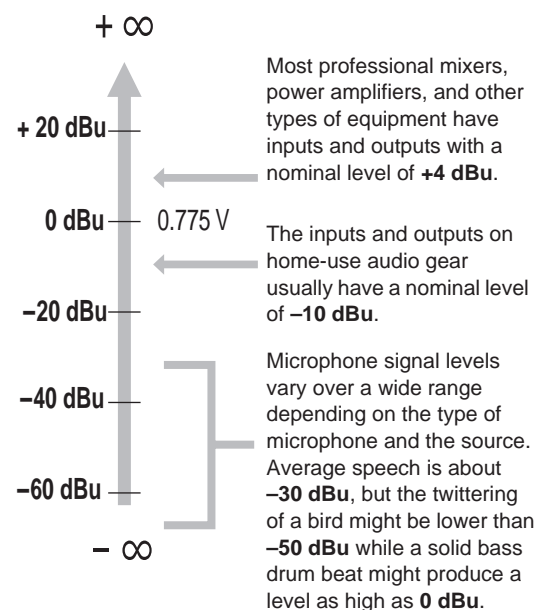 + ∞
+ 20 dBu
0 dBu
0.775 V
–20 dBu
–40 dBu
–60 dBu
– ∞
Most professional mixers,
power amplifiers, and other
types of equipment have
inputs and outputs with a
nominal level of +4 dBu.
The inputs and outputs on
home-use audio gear
usually have a nominal level
of –10 dBu.
Microphone signal levels
vary over a wide range
depending on the type of
microphone and the source.
Average speech is about
–30 dBu, but the twittering
of a bird might be lower than
–50 dBu while a solid bass
drum beat might produce a
level as high as 0 dBu.